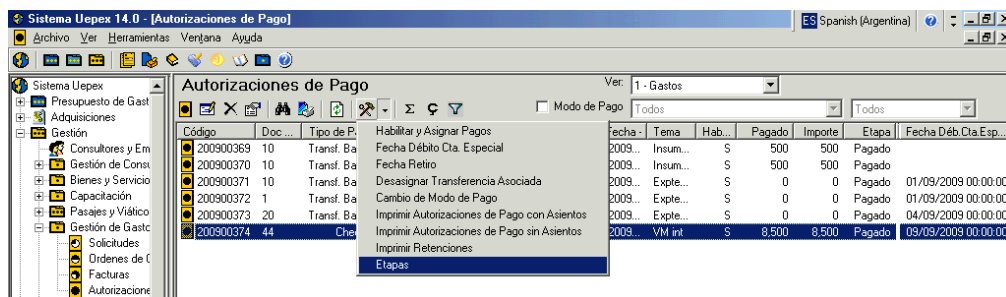 Sistema Uepex 14.0 - [Autorizaciones de Pago]
ES Spanish (Argentina)
Archivo Ver Herramientas Ventana Ayuda
Sistema Uepex
Presupuesto de Gast
Adquisiciones
Gestión
Consultores y Em
Gestión de Consu
Bienes y Servicio
Capacitación
Pasajes y Viático
Gestión de Gasto
Solicitudes
Ordenes de
Facturas
Autorizacione
Autorizaciones de Pago
Ver: 1 - Gastos
Modo de Pago Todos Todos
Código Doc ... Tipo de P Fecha - Tema Hab... Pagado Importe Etapa Fecha Déb.Cta.Esp...
200900369 10 Transf. Ba 2009... Insum... S 500 500 Pagado
200900370 10 Transf. Ba 2009... Insum... S 500 500 Pagado
200900371 10 Transf. Ba 2009... Expte... S 0 0 Pagado 01/09/2009 00:00:00
200900372 1 Transf. Ba 2009... Expte... S 0 0 Pagado 01/09/2009 00:00:00
200900373 20 Transf. Ba 2009... Expte... S 0 0 Pagado 04/09/2009 00:00:00
200900374 44 Che 2009... VM int S 8,500 8,500 Pagado 09/09/2009 00:00:00
Habilitar y Asignar Pagos
Fecha Débito Cta. Especial
Fecha Retiro
Desasignar Transferencia Asociada
Cambio de Modo de Pago
Imprimir Autorizaciones de Pago con Asientos
Imprimir Autorizaciones de Pago sin Asientos
Imprimir Retenciones
Etapas